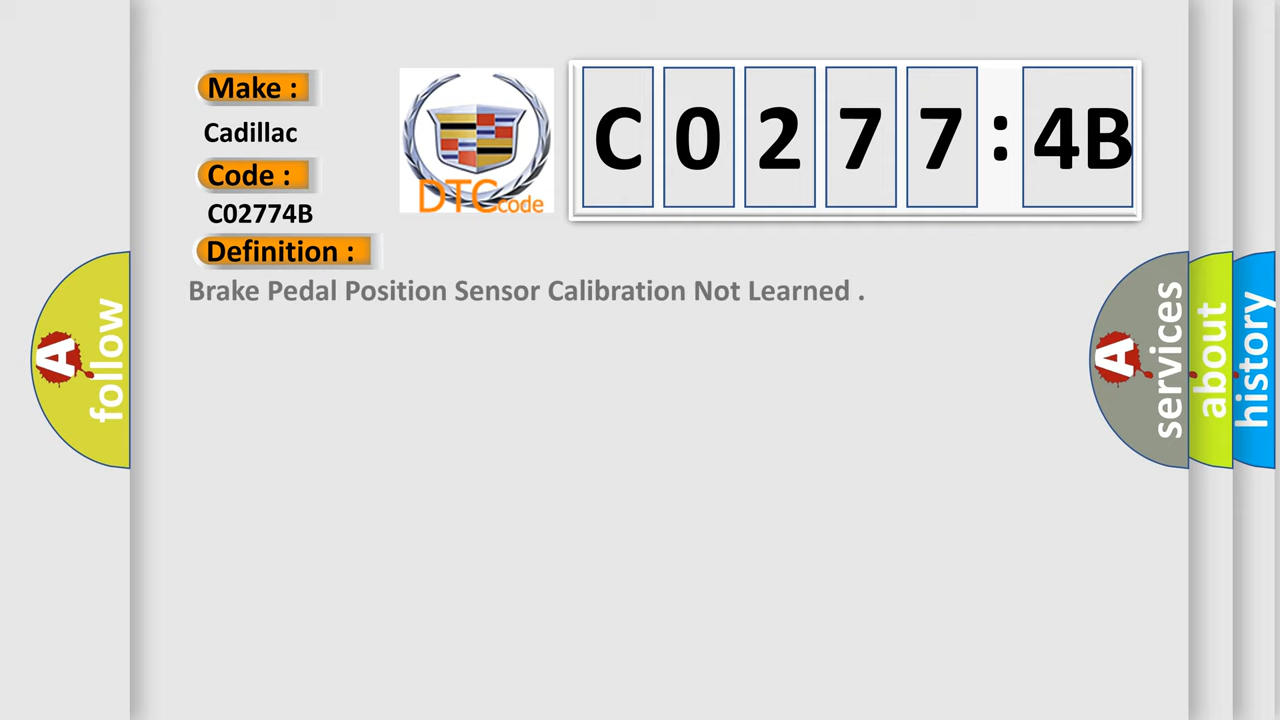 Make :
Cadillac
Code :
C02774B
Definition :
Brake Pedal Position Sensor Calibration Not Learned .
DTC code
C 0 2 7 7 : 4B
A follow
A services
about
history